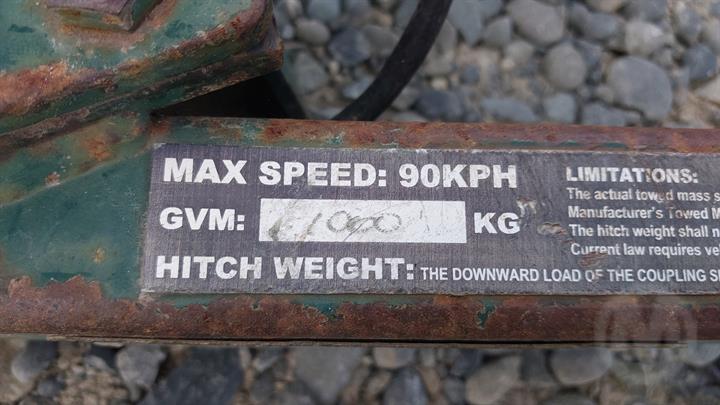 MAX SPEED: 90KPH
GVM: 1000 KG
HITCH WEIGHT: THE DOWNWARD LOAD OF THE COUPLING
LIMITATIONS:
The actual towed mass
Manufacturer's Towed
The hitch weight shall
Current law requires